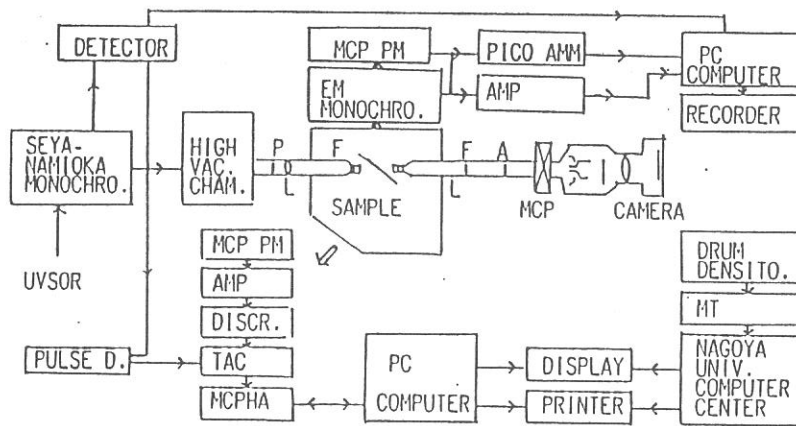 DETECTOR
MCP PM
PICO AMM
PC
COMPUTER
EM
MONOCHRO.
AMP
RECORDER
SEYA-
NAMIOKA
MONOCHRO.
HIGH
VAC.
CHAM.
P
L
F
SAMPLE
F
L
A
MCP
CAMERA
UVSOR
MCP PM
AMP
DISCR.
TAC
MCPHA
PULSE D.
PC
COMPUTER
DISPLAY
PRINTER
DRUM
DENSITO.
MT
NAGOYA
UNIV.
COMPUTER
CENTER